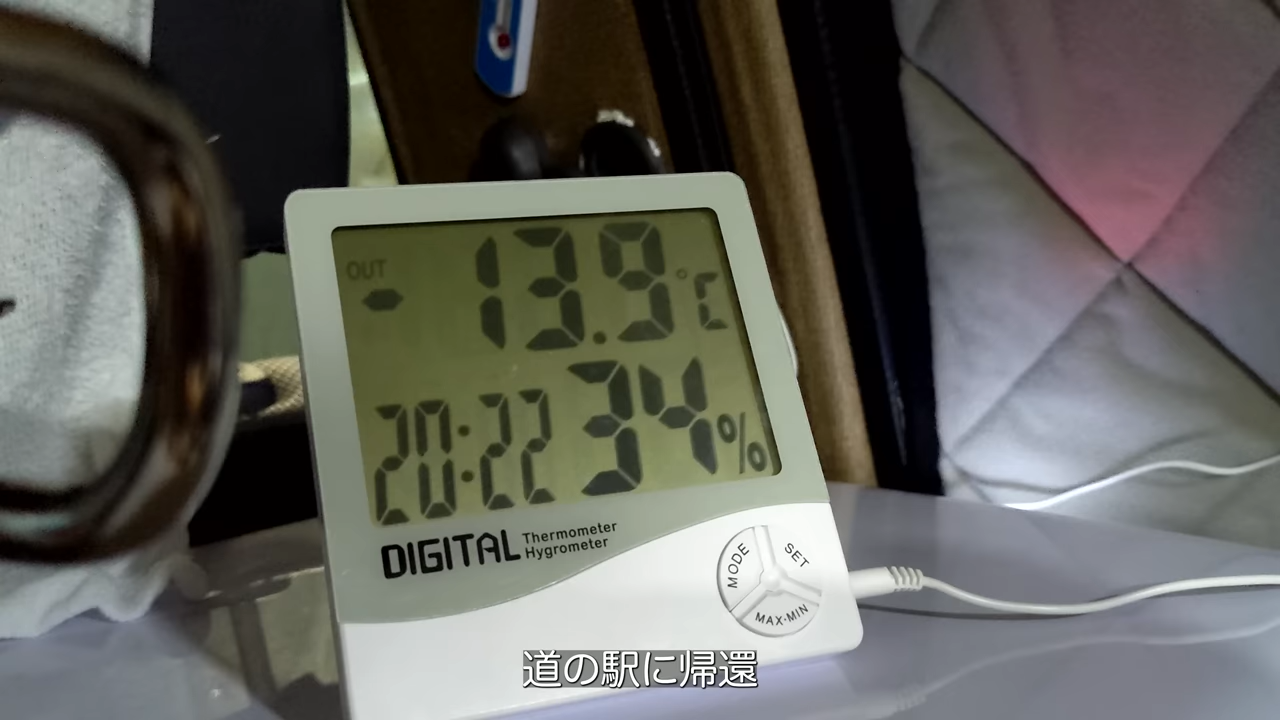 OUT
-13.9℃
20:22 34%
DIGITAL Thermometer
Hygrometer
MODE SET
MAX·MIN
道の駅に帰還